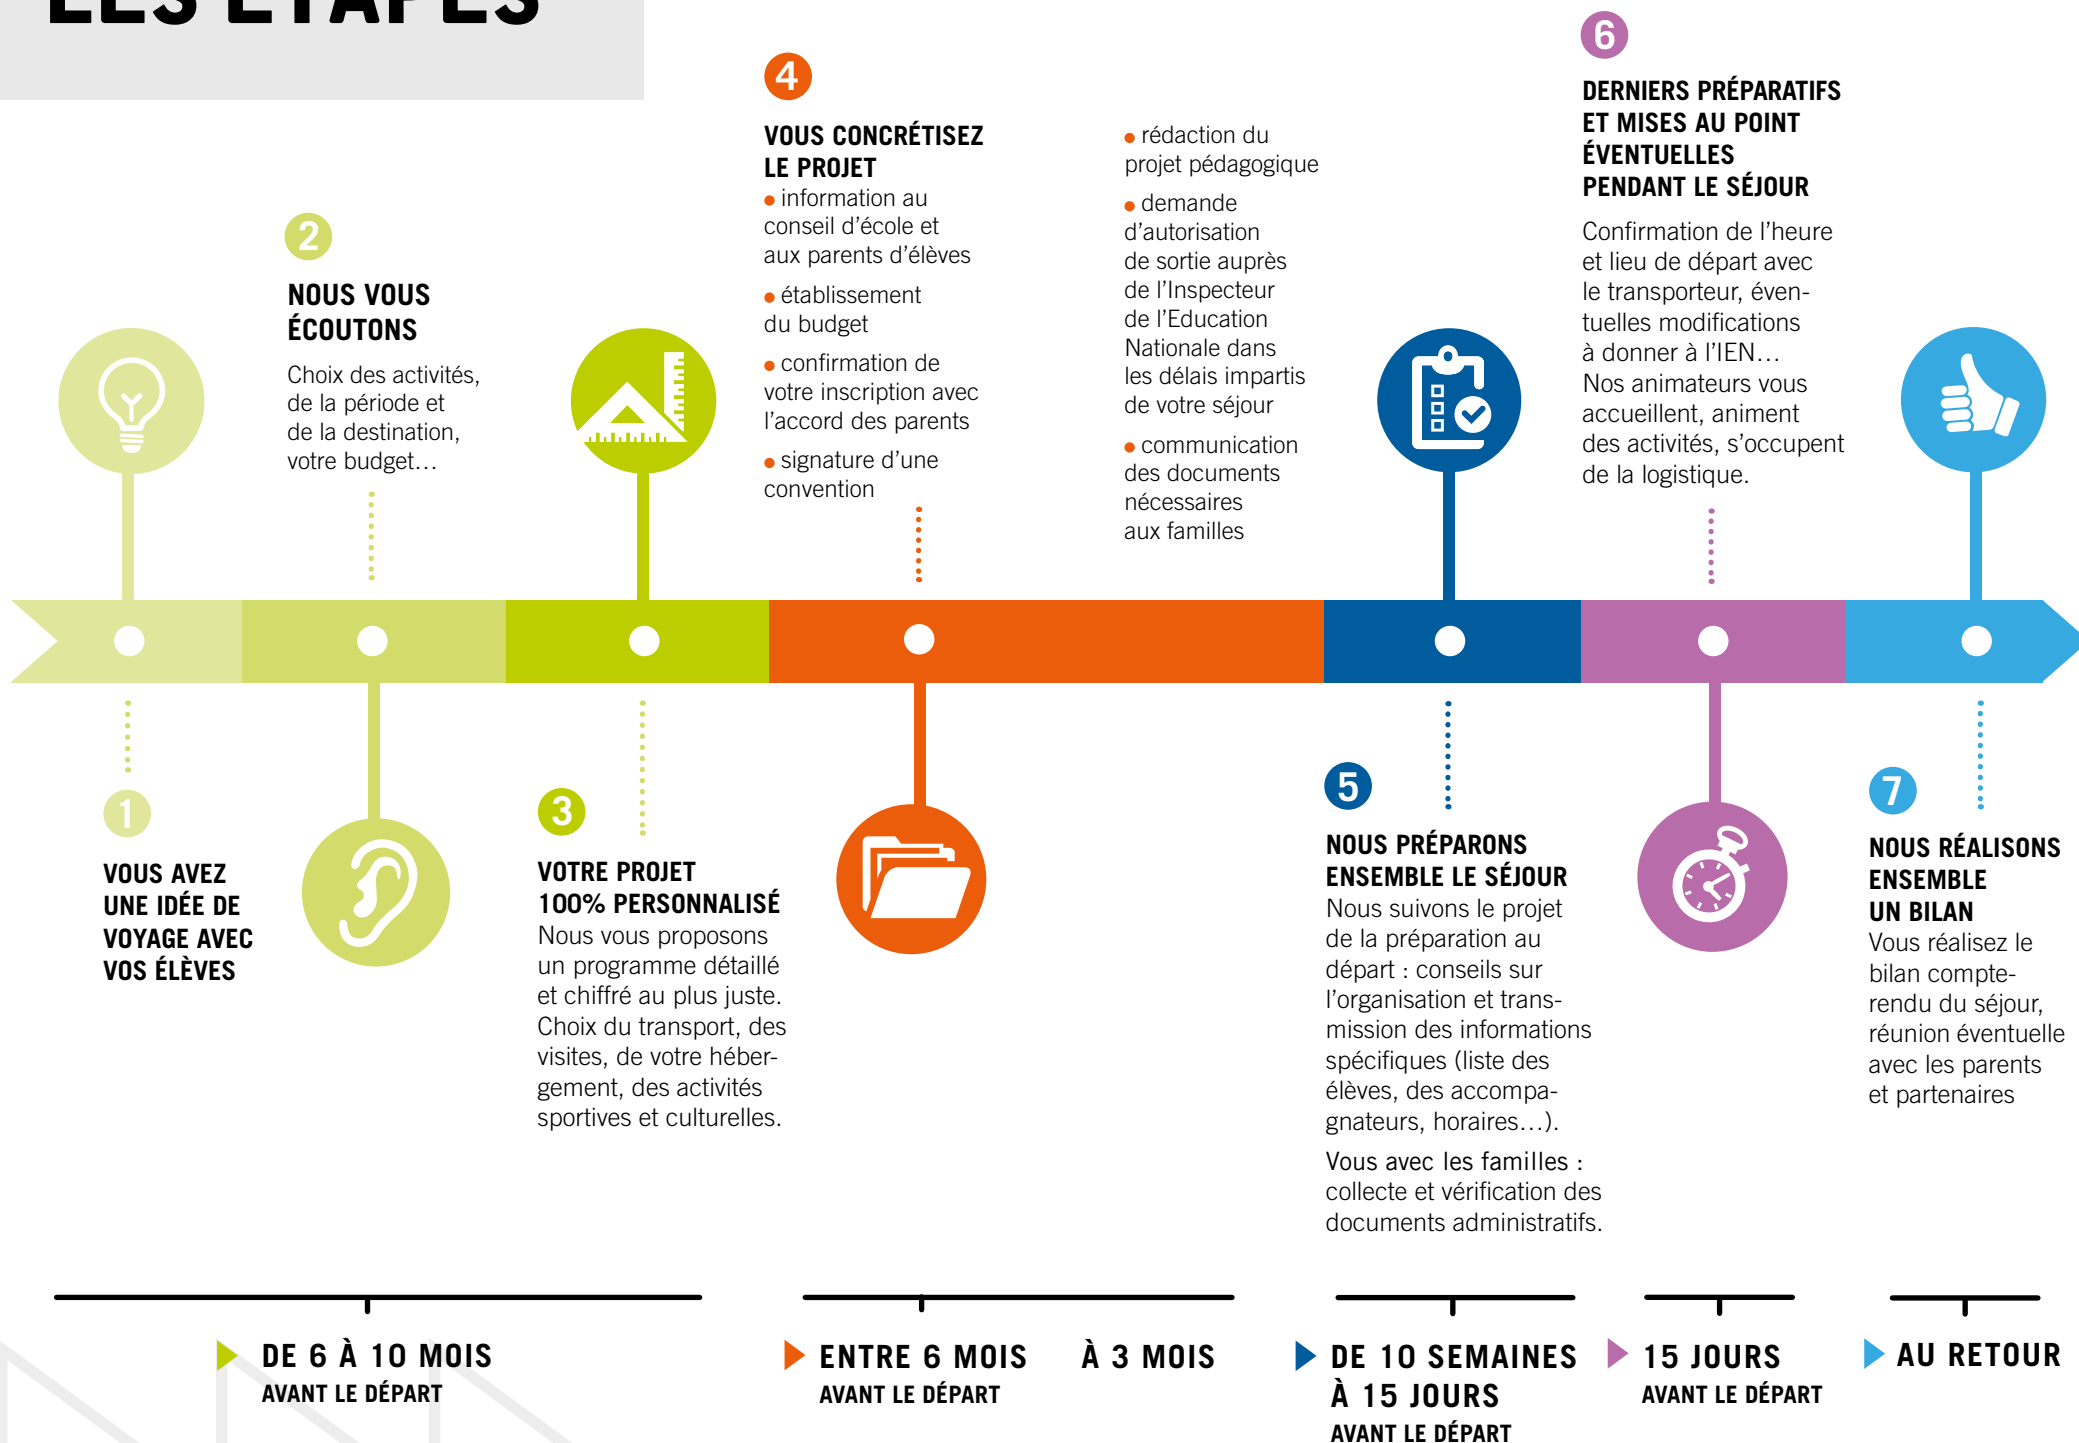 LES ÉTAPES
1
VOUS AVEZ
UNE IDÉE DE
VOYAGE AVEC
VOS ÉLÈVES
2
NOUS VOUS
ÉCOUTONS
Choix des activités,
de la période et
de la destination,
votre budget…
3
VOTRE PROJET
100% PERSONNALISÉ
Nous vous proposons
un programme détaillé
et chiffré au plus juste.
Choix du transport, des
visites, de votre héber-
gement, des activités
sportives et culturelles.
4
VOUS CONCRÉTISEZ
LE PROJET
• information au
conseil d’école et
aux parents d’élèves
• établissement
du budget
• confirmation de
votre inscription avec
l’accord des parents
• signature d’une
convention
• rédaction du
projet pédagogique
• demande
d’autorisation
de sortie auprès
de l’Inspecteur
de l’Education
Nationale dans
les délais impartis
de votre séjour
• communication
des documents
nécessaires
aux familles
5
NOUS PRÉPARONS
ENSEMBLE LE SÉJOUR
Nous suivons le projet
de la préparation au
départ : conseils sur
l’organisation et trans-
mission des informations
spécifiques (liste des
élèves, des accompa-
gnateurs, horaires…).
Vous avec les familles :
collecte et vérification des
documents administratifs.
6
DERNIERS PRÉPARATIFS
ET MISES AU POINT
ÉVENTUELLES
PENDANT LE SÉJOUR
Confirmation de l’heure
et lieu de départ avec
le transporteur, éven-
tuelles modifications
à donner à l’IEN…
Nos animateurs vous
accueillent, animent
des activités, s’occupent
de la logistique.
7
NOUS RÉALISONS
ENSEMBLE
UN BILAN
Vous réalisez le
bilan compte-
rendu du séjour,
réunion éventuelle
avec les parents
et partenaires
DE 6 À 10 MOIS
AVANT LE DÉPART
ENTRE 6 MOIS À 3 MOIS
AVANT LE DÉPART
DE 10 SEMAINES
À 15 JOURS
AVANT LE DÉPART
15 JOURS
AVANT LE DÉPART
AU RETOUR